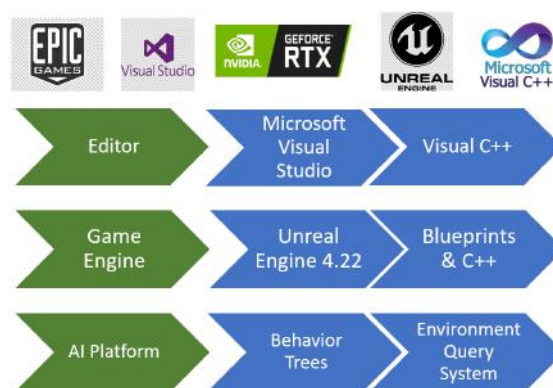 EPIC
GAMES
Visual Studio
NVIDIA.
GEFORCE
RTX
UNREAL
ENGINE
Microsoft
Visual C++
Editor
Microsoft
Visual
Studio
Visual C++
Game
Engine
Unreal
Engine 4.22
Blueprints
& C++
AI Platform
Behavior
Trees
Environment
Query
System